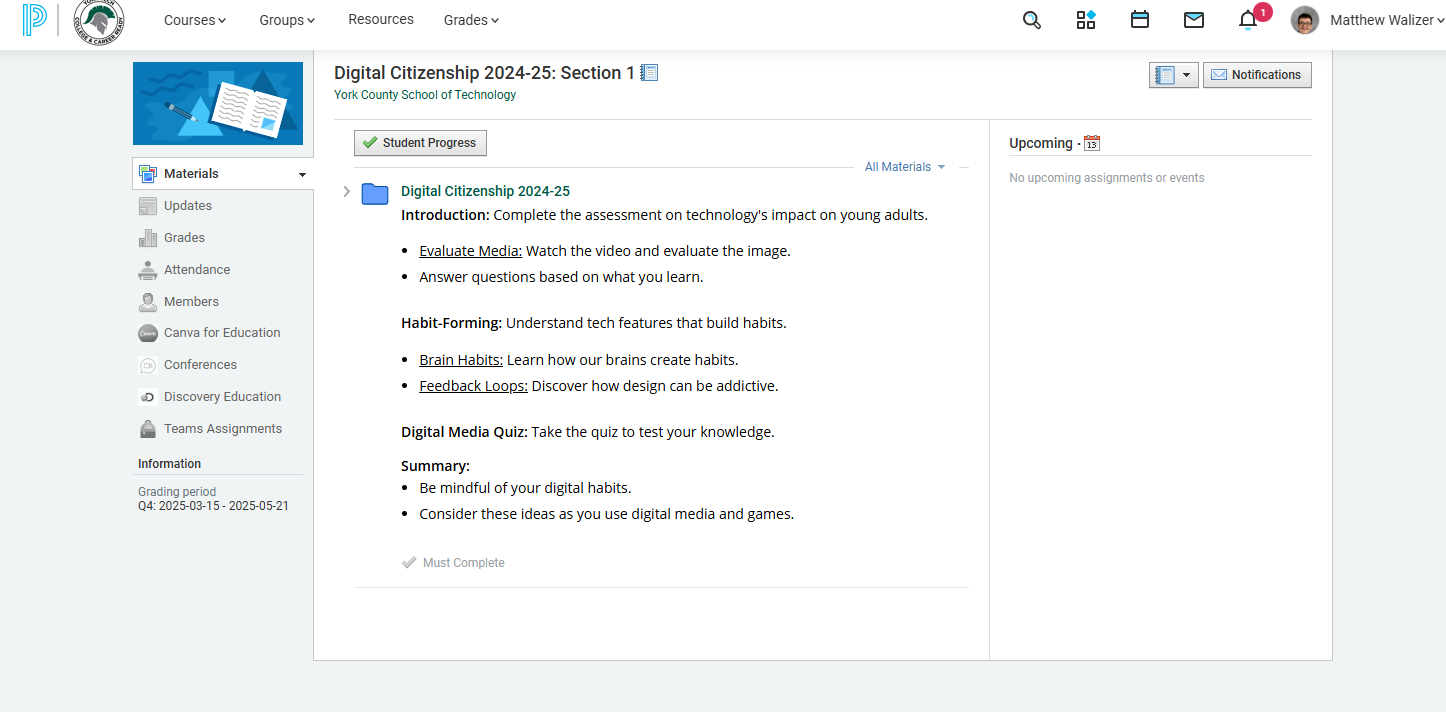 Courses
Groups
Resources
Grades
1
Matthew Walizer
COLLEGE & CAREER READY
Digital Citizenship 2024-25: Section 1
York County School of Technology
Notifications
Student Progress
All Materials
Upcoming ·
13
No upcoming assignments or events
Materials
Updates
Grades
Attendance
Members
Canva for Education
Conferences
Discovery Education
Teams Assignments
Information
Grading period
Q4: 2025-03-15 - 2025-05-21
Digital Citizenship 2024-25
Introduction: Complete the assessment on technology's impact on young adults.
• Evaluate Media: Watch the video and evaluate the image.
• Answer questions based on what you learn.
Habit-Forming: Understand tech features that build habits.
• Brain Habits: Learn how our brains create habits.
• Feedback Loops: Discover how design can be addictive.
Digital Media Quiz: Take the quiz to test your knowledge.
Summary:
• Be mindful of your digital habits.
• Consider these ideas as you use digital media and games.
Must Complete